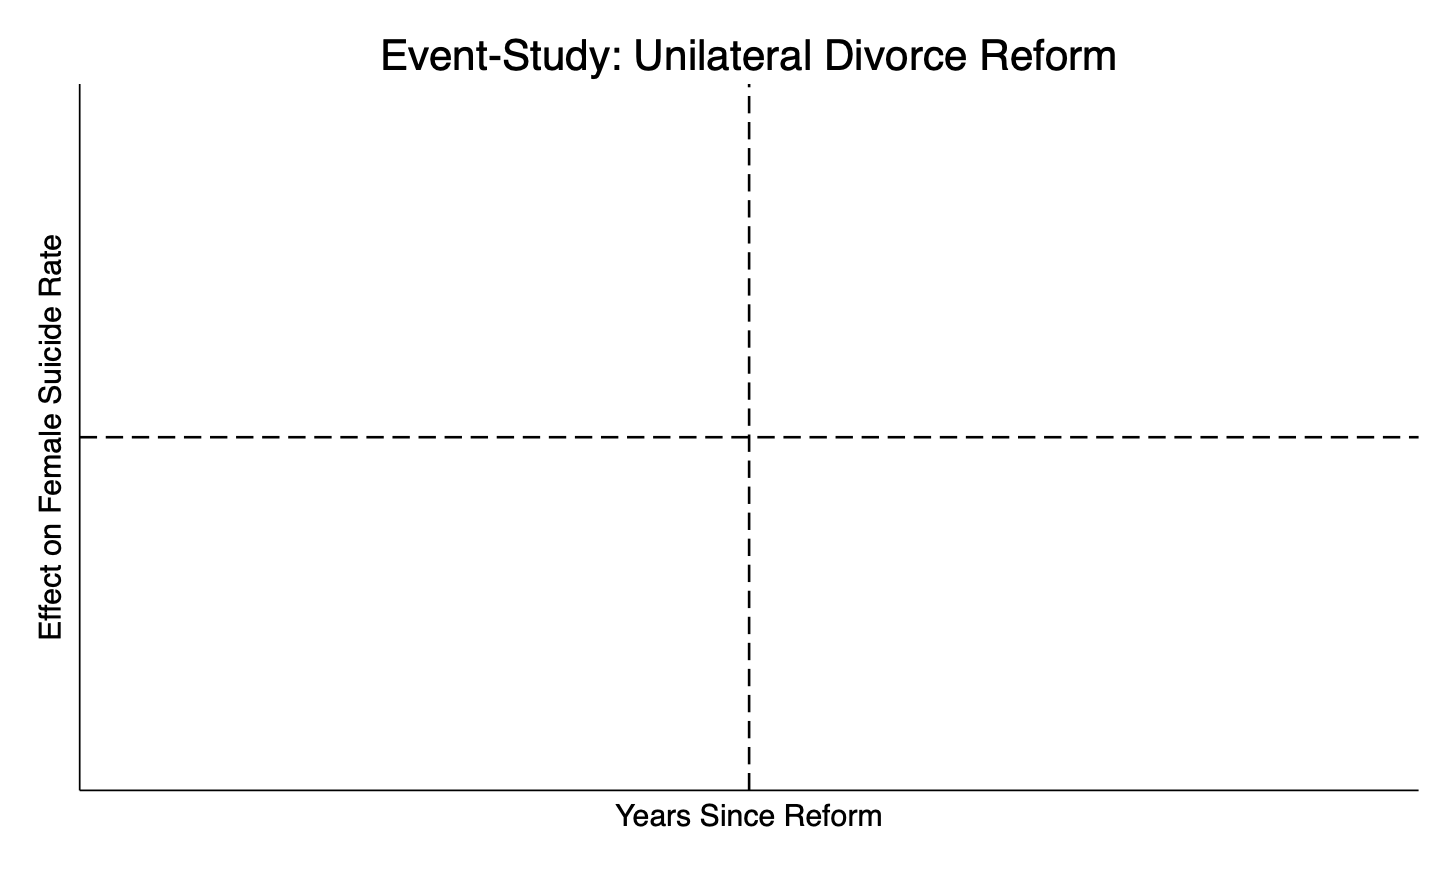 Event-Study: Unilateral Divorce Reform
Effect on Female Suicide Rate
Years Since Reform